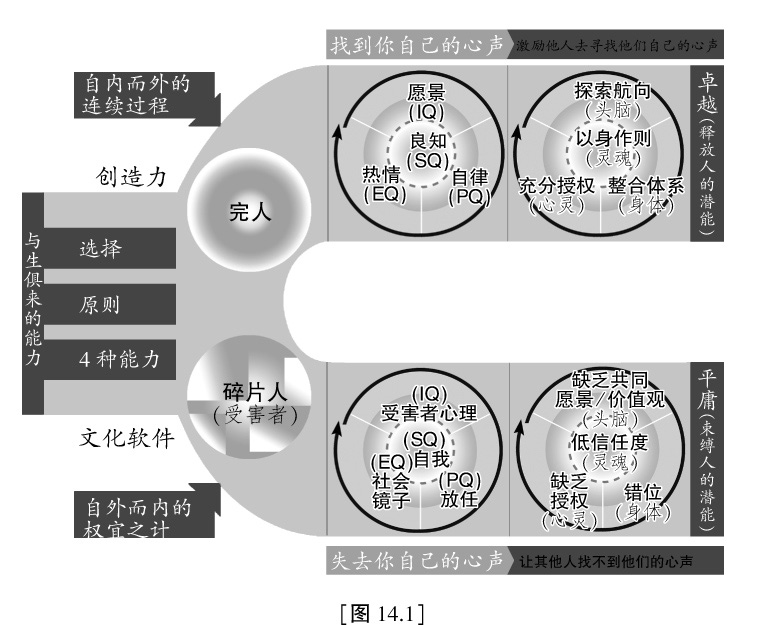 找到你自己的心声
激励他人去寻找他们自己的心声
自内而外的
连续过程
创造力
完人
愿景
(IQ)
良知
(SQ)
热情
(EQ)
自律
(PQ)
探索航向
(头脑)
以身作则
(灵魂)
充分授权
(心灵)
整合体系
(身体)
卓越(释放人的潜能)
与生俱来的能力
选择
原则
4种能力
碎片人
(受害者)
文化软件
自外而内的
权宜之计
(IQ)
受害者心理
(SQ)
自我
(EQ)
社会
镜子
(PQ)
放任
缺乏共同
愿景/价值观
(头脑)
低信任度
(灵魂)
缺乏
授权
(心灵)
错位
(身体)
平庸(束缚人的潜能)
失去你自己的心声
让其他人找不到他们的心声
[图 14.1]